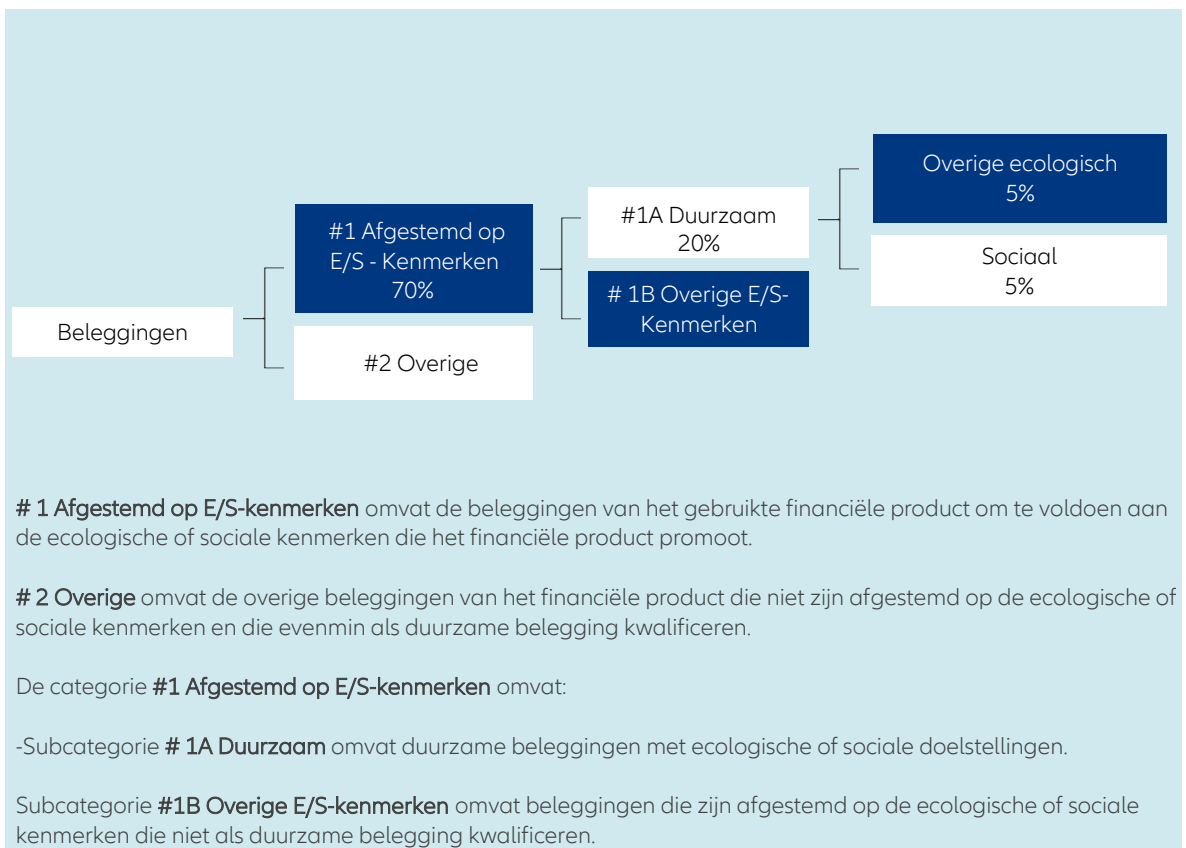 Overige ecologisch
5%
#1A Duurzaam
20%
#1 Afgestemd op
E/S - Kenmerken
70%
Sociaal
5%
# 1B Overige E/S-
Kenmerken
Beleggingen
#2 Overige
# 1 Afgestemd op E/S-kenmerken omvat de beleggingen van het gebruikte financiële product om te voldoen aan
de ecologische of sociale kenmerken die het financiële product promoot.
# 2 Overige omvat de overige beleggingen van het financiële product die niet zijn afgestemd op de ecologische of
sociale kenmerken en die evenmin als duurzame belegging kwalificeren.
De categorie #1 Afgestemd op E/S-kenmerken omvat:
-Subcategorie # 1A Duurzaam omvat duurzame beleggingen met ecologische of sociale doelstellingen.
Subcategorie #1B Overige E/S-kenmerken omvat beleggingen die zijn afgestemd op de ecologische of sociale
kenmerken die niet als duurzame belegging kwalificeren.